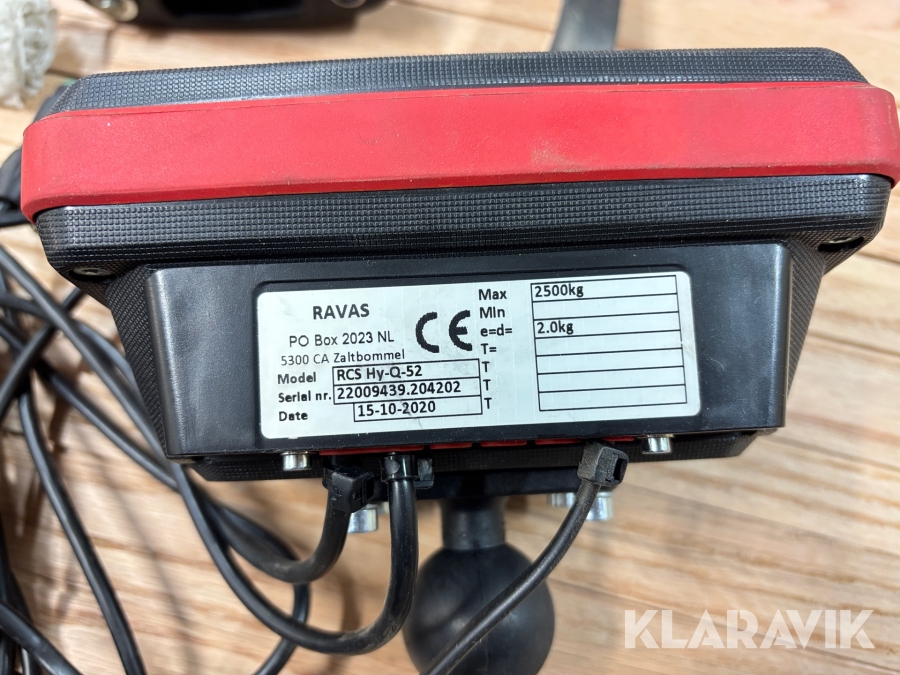 RAVAS
PO Box 2023 NL
5300 CA Zaltbommel
Model RCS Hy-Q-52
Serial nr. 22009439.204202
Date 15-10-2020
CE
Max 2500kg
Min
e=d= 2.0kg
T=
T
T
T
KLARAVIK